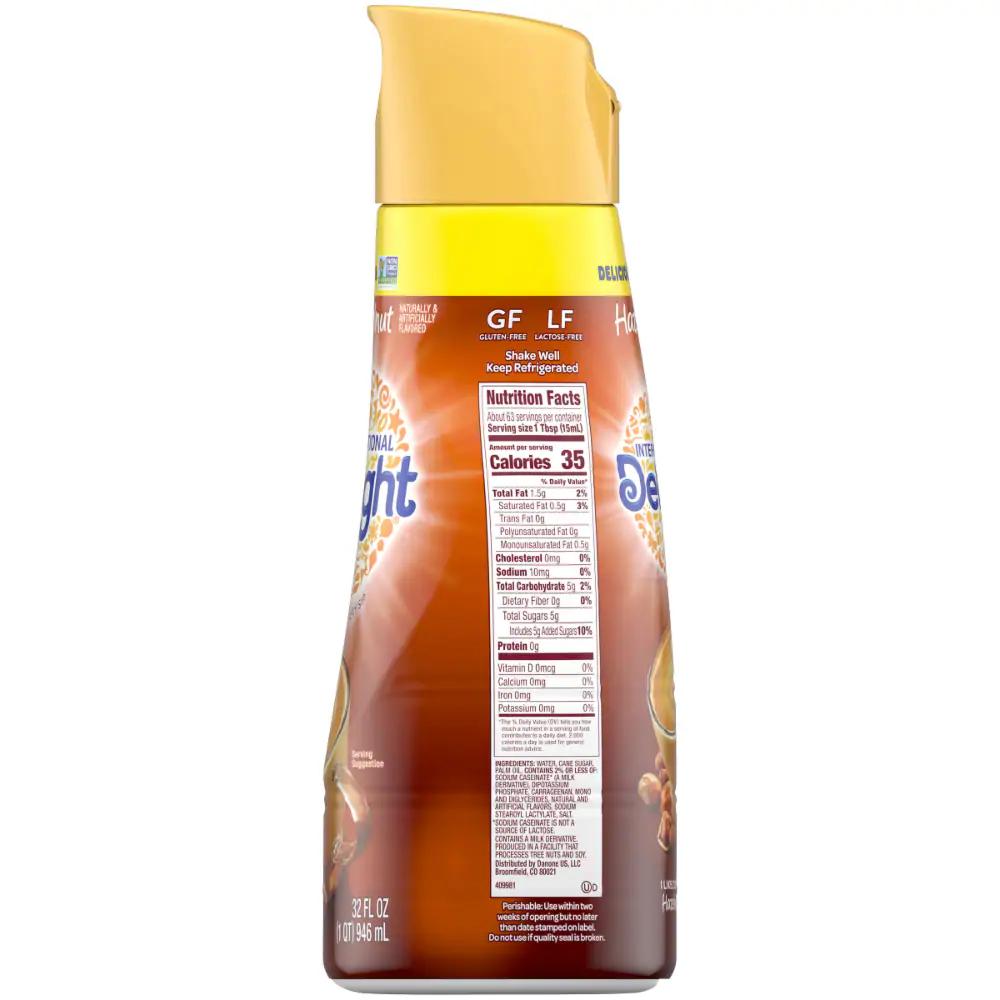 DELICIO
nut
NATURALLY &
ARTIFICIALLY
FLAVORED
GF LF
GLUTEN-FREE LACTOSE-FREE
Shake Well
Keep Refrigerated
Nutrition Facts
About 63 servings per container
Serving size 1 Tbsp (15mL)
Amount per serving
Calories 35
% Daily Value*
Total Fat 1.5g 2%
Saturated Fat 0.5g 3%
Trans Fat 0g
Polyunsaturated Fat 0g
Monounsaturated Fat 0.5g
Cholesterol 0mg 0%
Sodium 10mg 0%
Total Carbohydrate 5g 2%
Dietary Fiber 0g 0%
Total Sugars 5g
Includes 5g Added Sugars 10%
Protein 0g
Vitamin D 0mcg 0%
Calcium 0mg 0%
Iron 0mg 0%
Potassium 0mg 0%
*The % Daily Value (DV) tells you how
much a nutrient in a serving of food
contributes to a daily diet. 2,000
calories a day is used for general
nutrition advice.
INGREDIENTS: WATER, CANE SUGAR,
PALM OIL, CONTAINS 2% OR LESS OF:
SODIUM CASEINATE* (A MILK
DERIVATIVE), DIPOTASSIUM
PHOSPHATE, CARRAGEENAN, MONO
AND DIGLYCERIDES, NATURAL AND
ARTIFICIAL FLAVORS, SODIUM
STEAROYL LACTYLATE, SALT.
*SODIUM CASEINATE IS NOT A
SOURCE OF LACTOSE.
CONTAINS A MILK DERIVATIVE.
PRODUCED IN A FACILITY THAT
PROCESSES TREE NUTS AND SOY.
Distributed by Danone US, LLC
Broomfield, CO 80021
409981
U D
Perishable: Use within two
weeks of opening but no later
than date stamped on label.
Do not use if quality seal is broken.
TIONAL
ght
Serving
Suggestion
32 FL OZ
(1 QT) 946 mL
Haz
INTER
De